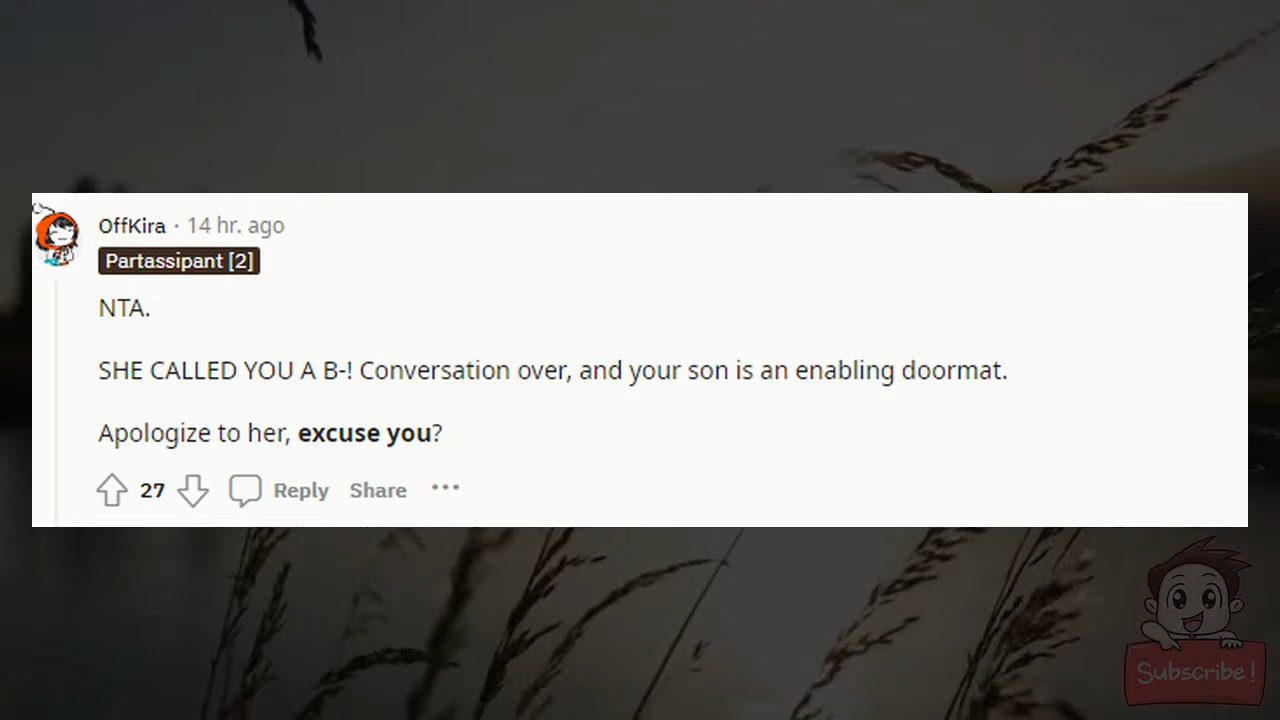 OffKira · 14 hr. ago
Partassipant [2]
NTA.
SHE CALLED YOU A B-! Conversation over, and your son is an enabling doormat.
Apologize to her, excuse you?
27 Reply Share ···
Subscribe!